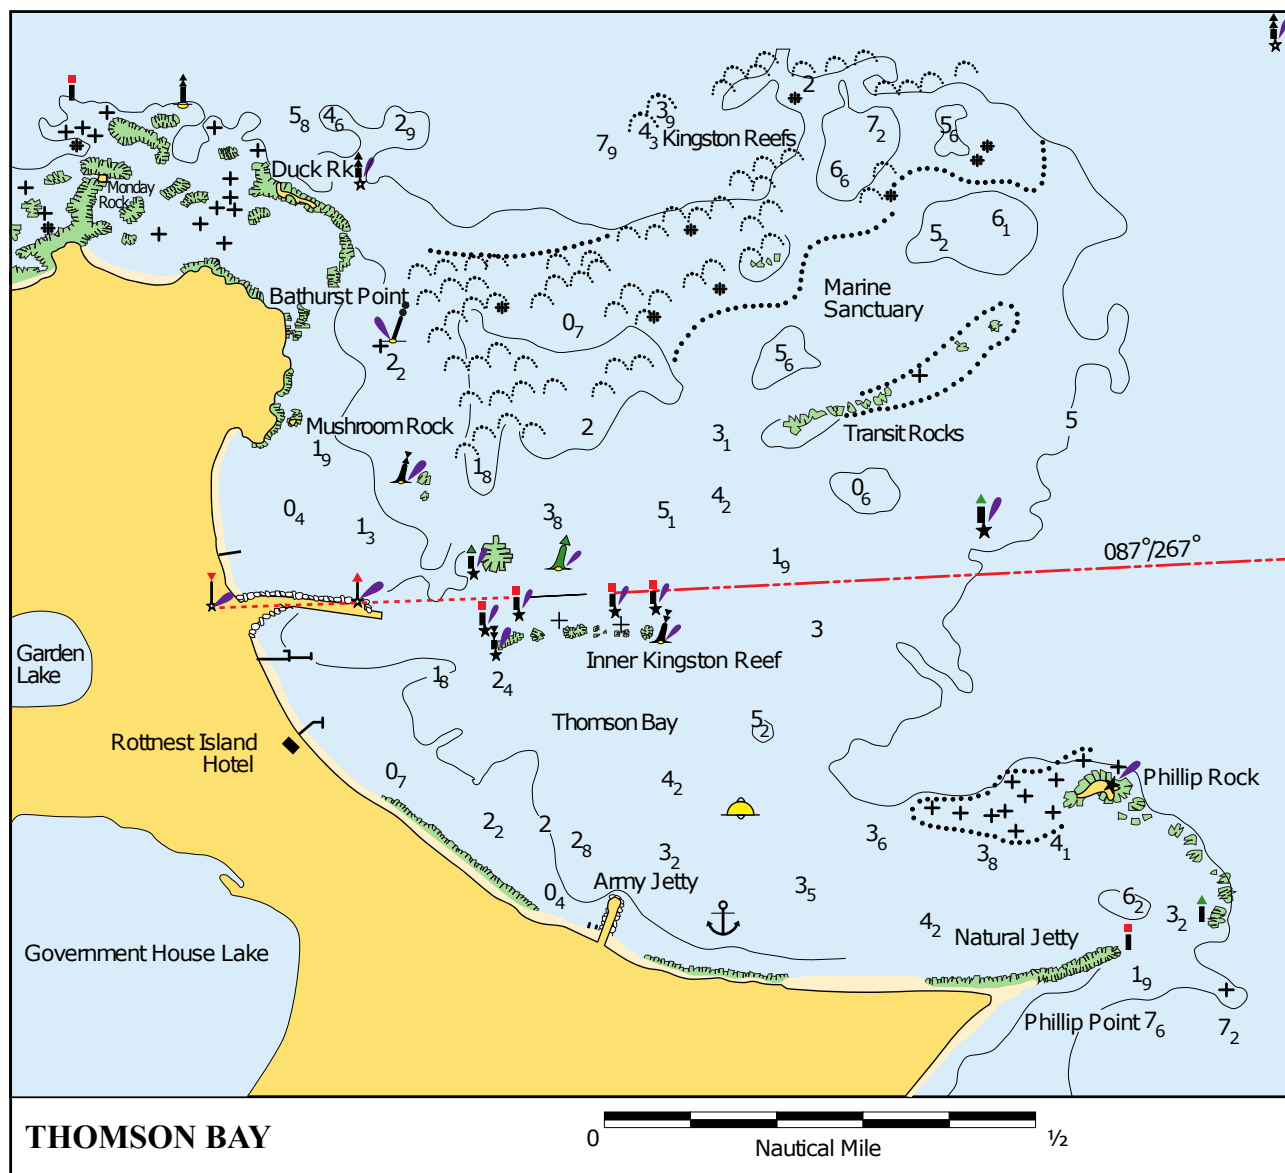 5₈
4₆
2₉
7₉
3₉
4₃
Kingston Reefs
2
7₂
5₆
6₆
Duck Rk
Monday
Rock
5₂
6₁
Bathurst Point
0₇
Marine
Sanctuary
2₂
5₆
Mushroom Rock
1₉
1₈
2
3₁
Transit Rocks
5
0₄
1₃
3₈
5₁
4₂
0₆
1₉
087°/267°
3
Garden
Lake
Inner Kingston Reef
1₈
2₄
Thomson Bay
5₂
Rottnest Island
Hotel
0₇
4₂
Phillip Rock
2₂
2
2₈
3₂
3₆
3₈
4₁
0₄
Army Jetty
3₅
6₂
3₂
4₂
Natural Jetty
Government House Lake
1₉
Phillip Point
7₆
7₂
THOMSON BAY
0
½
Nautical Mile